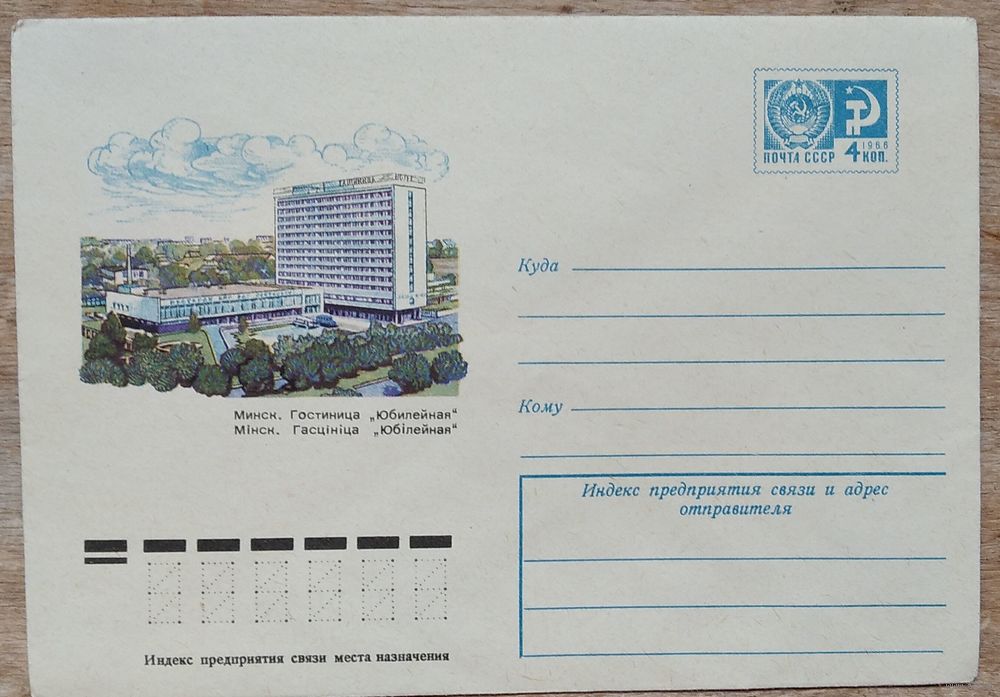 ПОЧТА СССР 4 1966 КОП.
Куда
Минск. Гостиница „Юбилейная“
Мінск. Гасцініца „Юбілейная“
Кому
Индекс предприятия связи и адрес
отправителя
Индекс предприятия связи места назначения